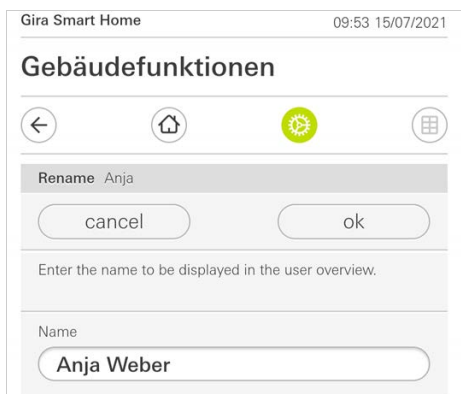 Gira Smart Home 09:53 15/07/2021
Gebäudefunktionen
Rename Anja
cancel ok
Enter the name to be displayed in the user overview.
Name
Anja Weber